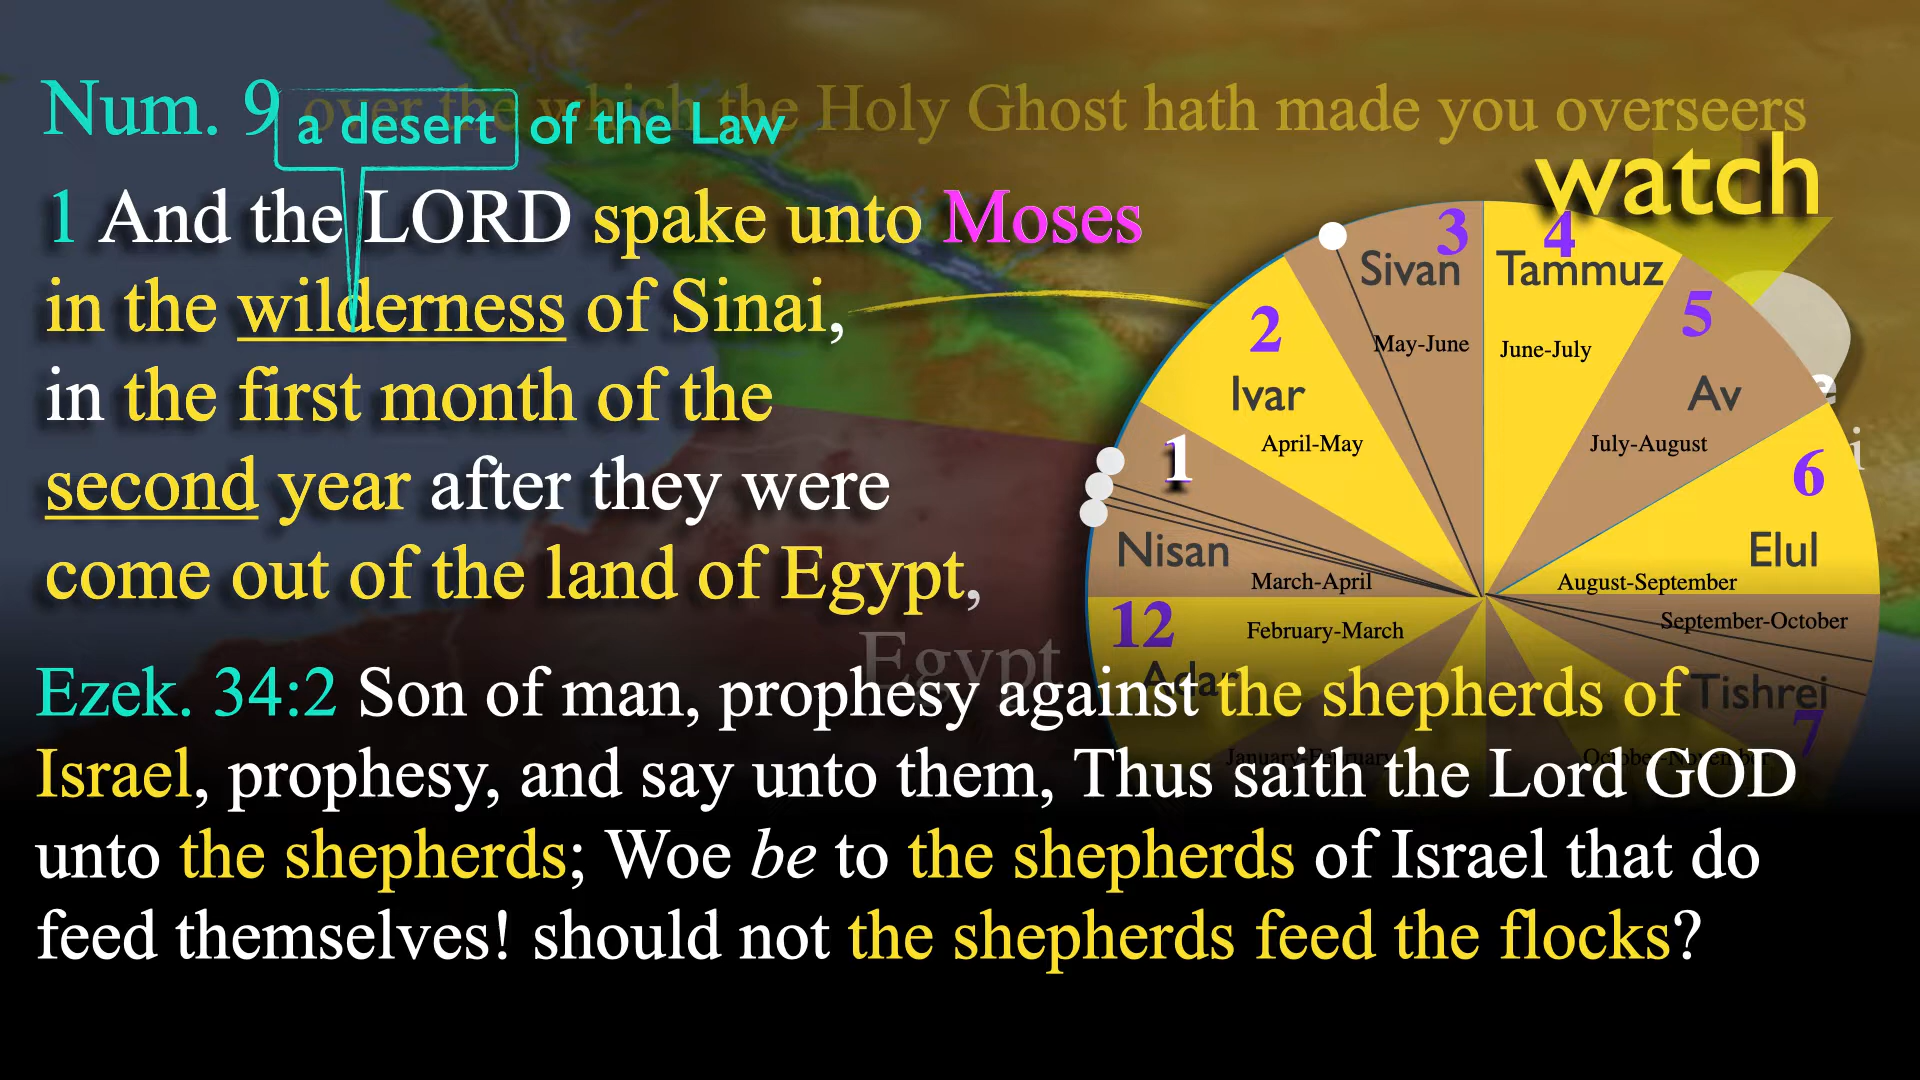 Num. 9
over the which the Holy Ghost hath made you overseers
a desert of the Law
watch
1 And the LORD spake unto Moses
in the wilderness of Sinai,
in the first month of the
second year after they were
come out of the land of Egypt,
3
Sivan
May-June
4
Tammuz
June-July
2
Ivar
April-May
5
Av
July-August
1
Nisan
March-April
6
Elul
August-September
12
February-March
Adar
September-October
Tishrei
7
January-February
October-November
Egypt
Ezek. 34:2 Son of man, prophesy against the shepherds of
Israel, prophesy, and say unto them, Thus saith the Lord GOD
unto the shepherds; Woe be to the shepherds of Israel that do
feed themselves! should not the shepherds feed the flocks?